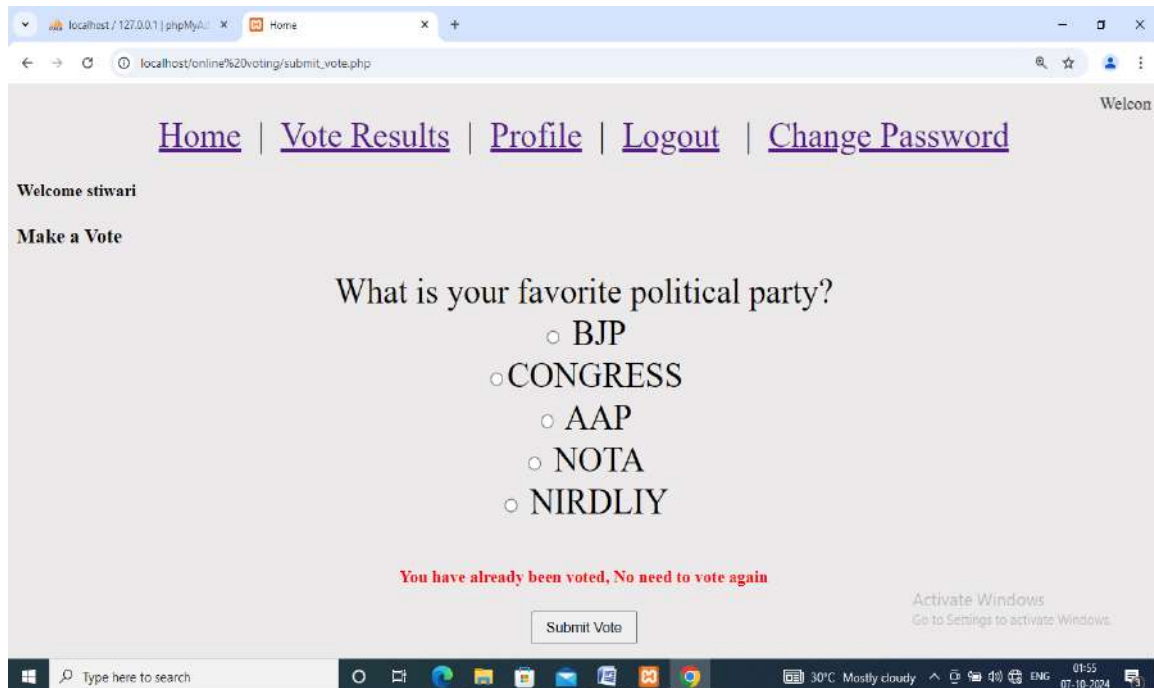 localhost / 127.0.0.1 | phpMyA
Home
localhost/online%20voting/submit_vote.php
Welcon
Home | Vote Results | Profile | Logout | Change Password
Welcome stiwari
Make a Vote
What is your favorite political party?
BJP
CONGRESS
AAP
NOTA
NIRDLIY
You have already been voted, No need to vote again
Submit Vote
Activate Windows
Go to Settings to activate Windows.
Type here to search
30°C Mostly cloudy
ENG
01:55
07-10-2024